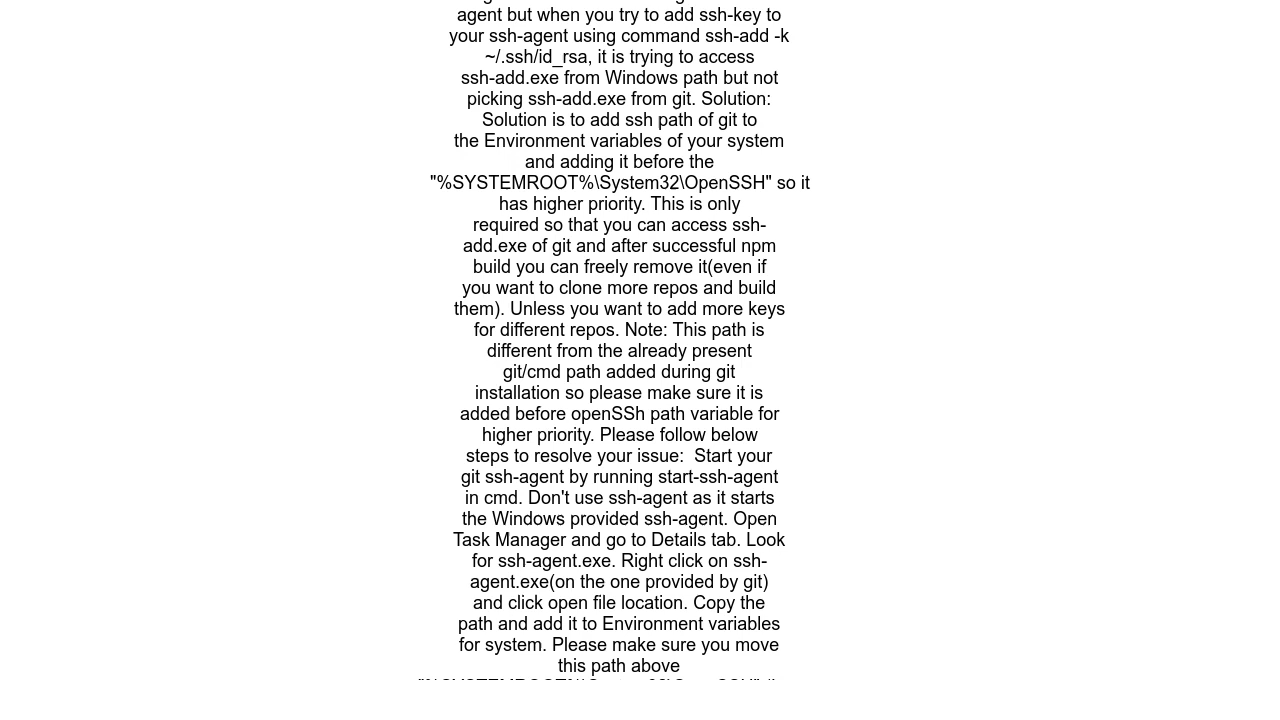 agent but when you try to add ssh-key to
your ssh-agent using command ssh-add -k
~/.ssh/id_rsa, it is trying to access
ssh-add.exe from Windows path but not
picking ssh-add.exe from git. Solution:
Solution is to add ssh path of git to
the Environment variables of your system
and adding it before the
"%SYSTEMROOT%\System32\OpenSSH" so it
has higher priority. This is only
required so that you can access ssh-
add.exe of git and after successful npm
build you can freely remove it(even if
you want to clone more repos and build
them). Unless you want to add more keys
for different repos. Note: This path is
different from the already present
git/cmd path added during git
installation so please make sure it is
added before openSSh path variable for
higher priority. Please follow below
steps to resolve your issue:  Start your
git ssh-agent by running start-ssh-agent
in cmd. Don't use ssh-agent as it starts
the Windows provided ssh-agent. Open
Task Manager and go to Details tab. Look
for ssh-agent.exe. Right click on ssh-
agent.exe(on the one provided by git)
and click open file location. Copy the
path and add it to Environment variables
for system. Please make sure you move
this path above